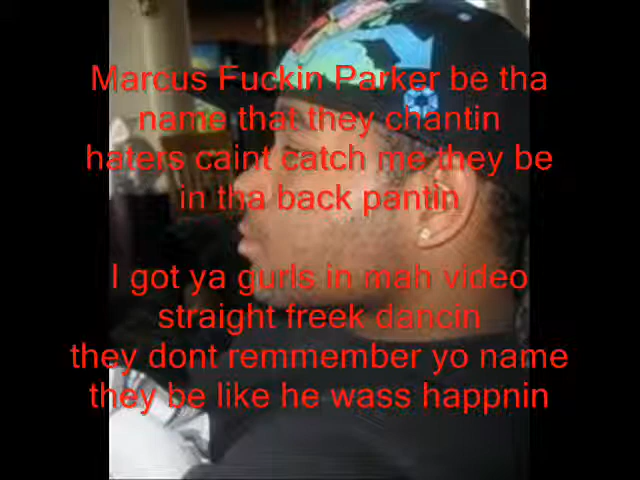 Marcus Fuckin Parker be tha
name that they chantin
haters caint catch me they be
in tha back pantin
I got ya gurls in mah video
straight freek dancin
they dont remmember yo name
they be like he wass happnin